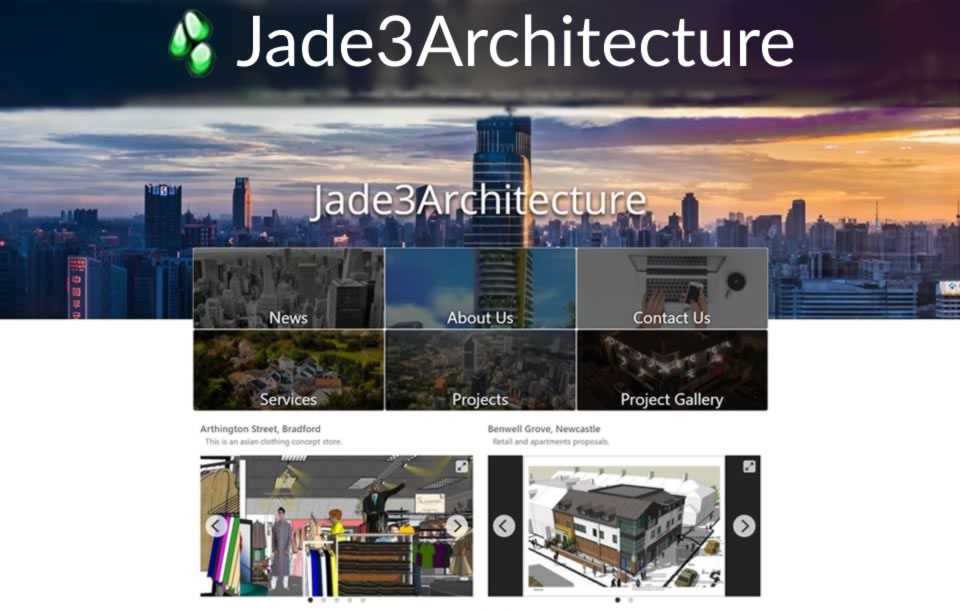 Jade3Architecture
Jade3Architecture
News
About Us
Contact Us
Services
Projects
Project Gallery
Arthington Street, Bradford
This is an asian clothing concept store.
Benwell Grove, Newcastle
Retail and apartments proposals.